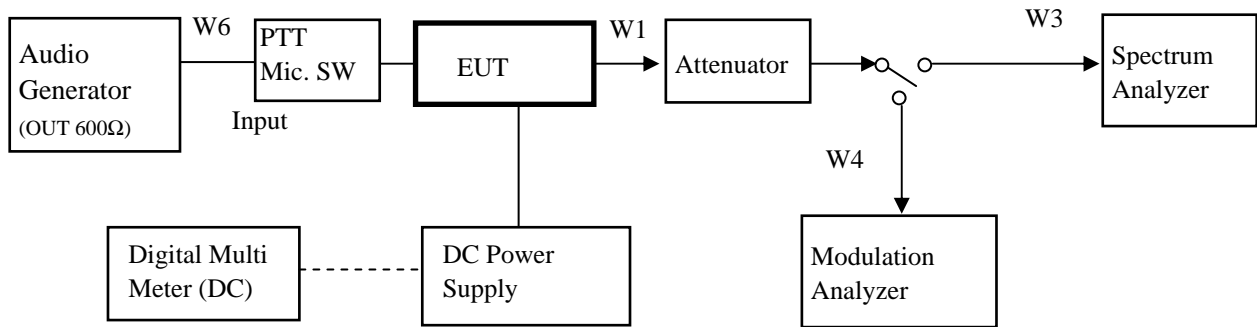 W6
Audio
Generator
(OUT 600Ω)
PTT
Mic. SW
Input
EUT
W1
Attenuator
W3
Spectrum
Analyzer
W4
Digital Multi
Meter (DC)
DC Power
Supply
Modulation
Analyzer